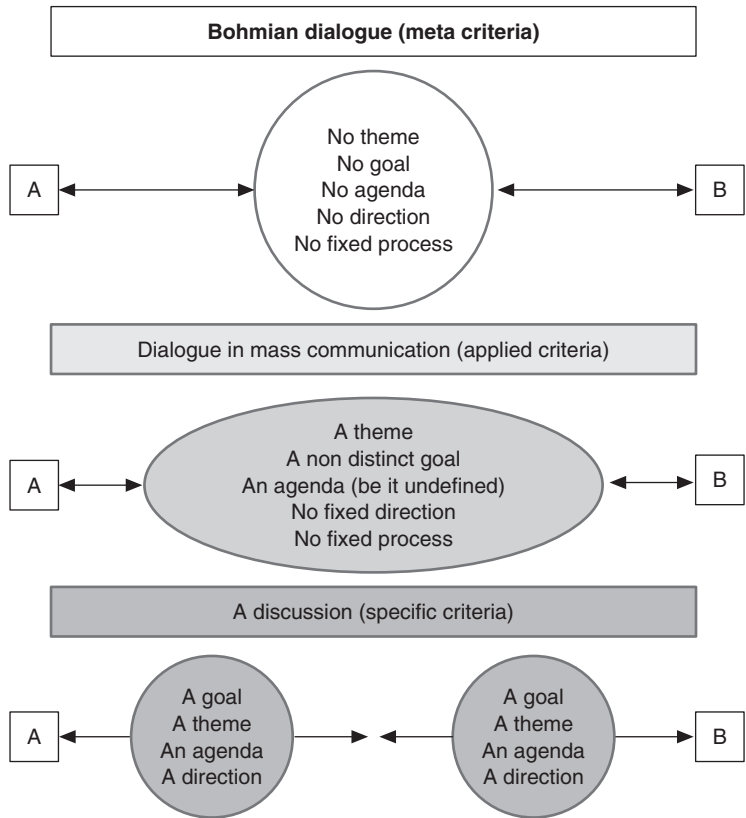 Bohmian dialogue (meta criteria)
A
No theme
No goal
No agenda
No direction
No fixed process
B
Dialogue in mass communication (applied criteria)
A
A theme
A non distinct goal
An agenda (be it undefined)
No fixed direction
No fixed process
B
A discussion (specific criteria)
A
A goal
A theme
An agenda
A direction
A goal
A theme
An agenda
A direction
B